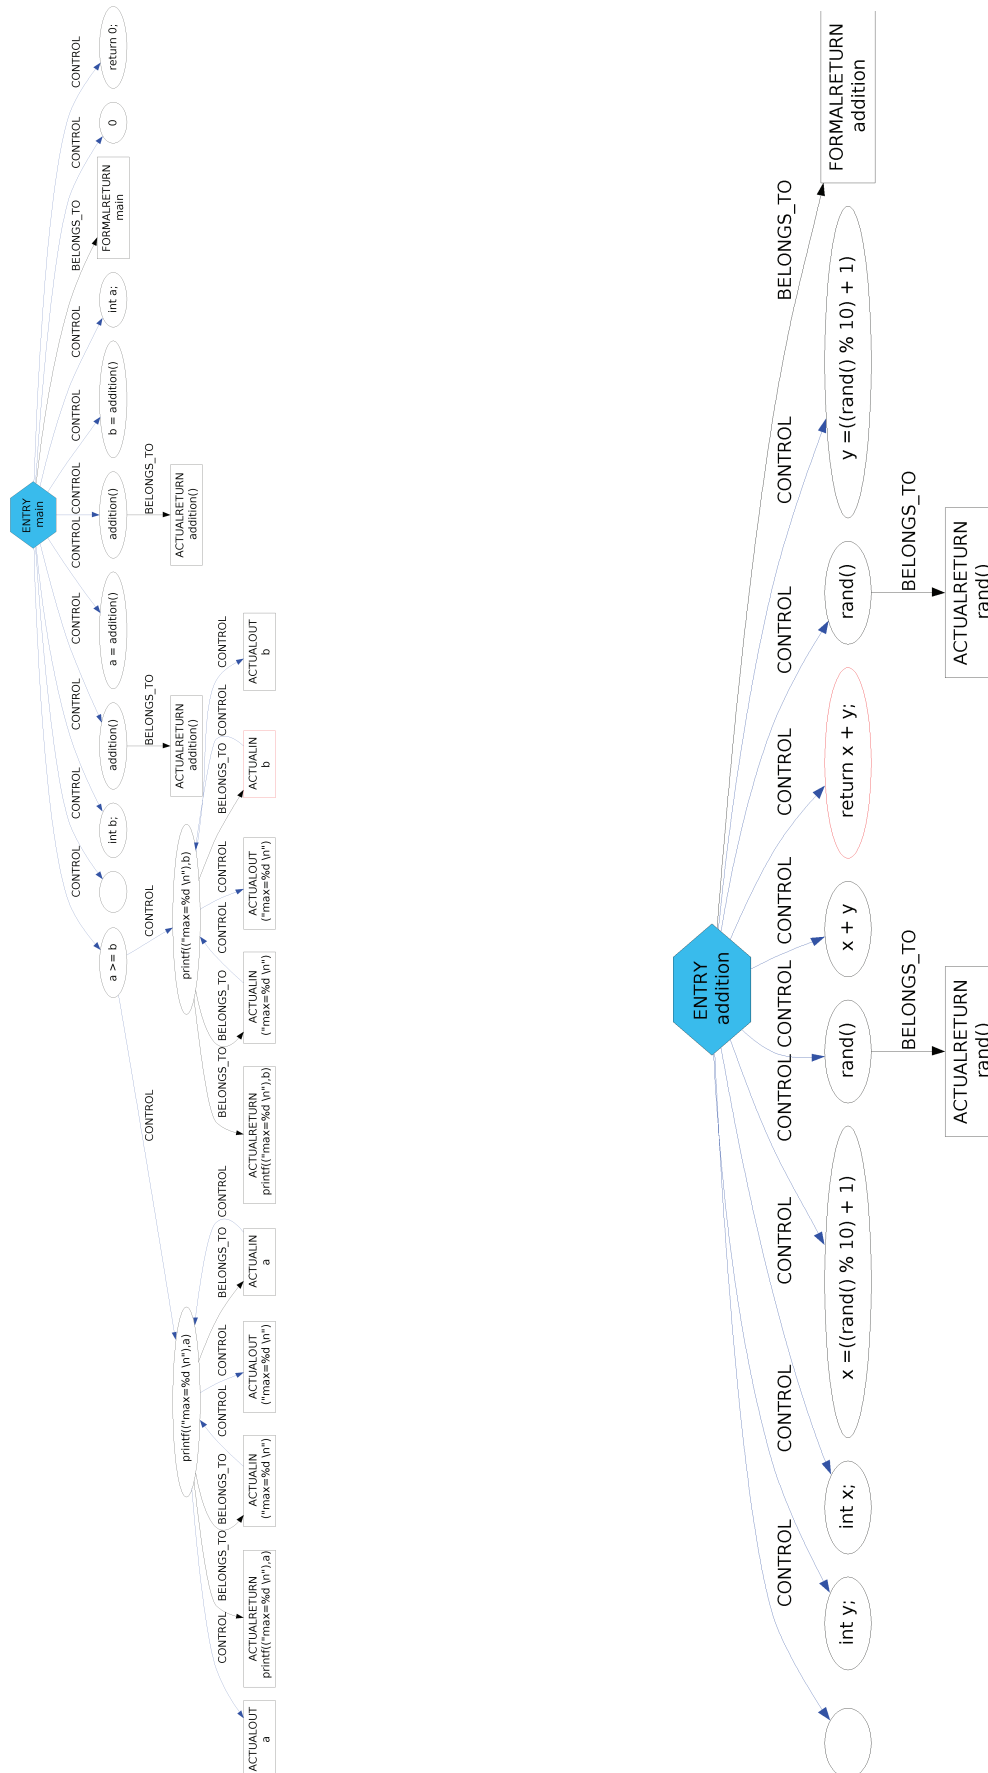 ENTRY
main
CONTROL
CONTROL
CONTROL
CONTROL
CONTROL
CONTROL
CONTROL
CONTROL
BELONGS_TO
CONTROL
CONTROL
a >= b
int b;
addition()
a = addition()
addition()
b = addition()
int a;
FORMALRETURN
main
0
return 0;
CONTROL
CONTROL
BELONGS_TO
BELONGS_TO
printf(("max=%d \n"),a)
printf(("max=%d \n"),b)
ACTUALRETURN
addition()
ACTUALRETURN
addition()
CONTROL
BELONGS_TO
BELONGS_TO
CONTROL
CONTROL
BELONGS_TO
CONTROL
BELONGS_TO
BELONGS_TO
CONTROL
CONTROL
BELONGS_TO
CONTROL
CONTROL
ACTUALOUT
a
ACTUALRETURN
printf(("max=%d \n"),a)
ACTUALIN
("max=%d \n")
ACTUALOUT
("max=%d \n")
ACTUALIN
a
ACTUALRETURN
printf(("max=%d \n"),b)
ACTUALIN
("max=%d \n")
ACTUALOUT
("max=%d \n")
ACTUALIN
b
ACTUALOUT
b
ENTRY
addition
CONTROL
CONTROL
CONTROL
CONTROL
CONTROL
CONTROL
CONTROL
CONTROL
CONTROL
BELONGS_TO
int y;
int x;
x =((rand() % 10) + 1)
rand()
x + y
return x + y;
rand()
y =((rand() % 10) + 1)
FORMALRETURN
addition
BELONGS_TO
BELONGS_TO
ACTUALRETURN
rand()
ACTUALRETURN
rand()